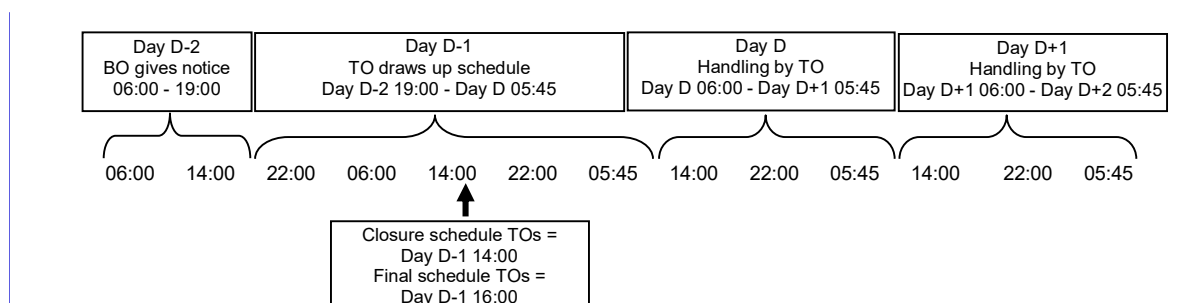 Day D-2
BO gives notice
06:00 - 19:00
Day D-1
TO draws up schedule
Day D-2 19:00 - Day D 05:45
Day D
Handling by TO
Day D 06:00 - Day D+1 05:45
Day D+1
Handling by TO
Day D+1 06:00 - Day D+2 05:45
06:00 14:00 22:00 06:00 14:00 22:00 05:45 14:00 22:00 05:45 14:00 22:00 05:45
Closure schedule TOs =
Day D-1 14:00
Final schedule TOs =
Day D-1 16:00